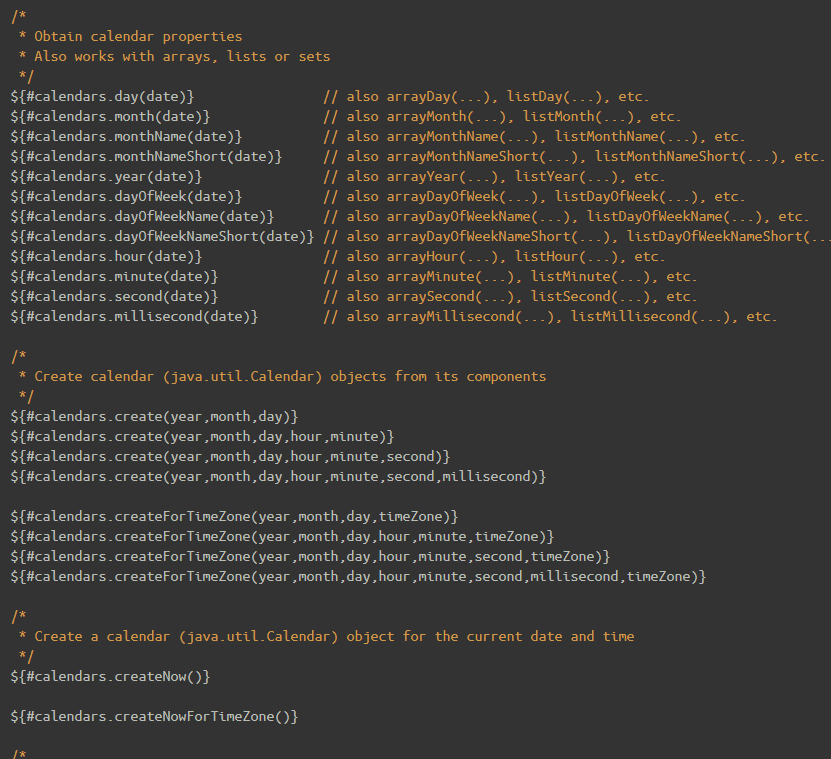 /*
 * Obtain calendar properties
 * Also works with arrays, lists or sets
 */
${#calendars.day(date)}                // also arrayDay(...), listDay(...), etc.
${#calendars.month(date)}              // also arrayMonth(...), listMonth(...), etc.
${#calendars.monthName(date)}          // also arrayMonthName(...), listMonthName(...), etc.
${#calendars.monthNameShort(date)}     // also arrayMonthNameShort(...), listMonthNameShort(...), etc.
${#calendars.year(date)}               // also arrayYear(...), listYear(...), etc.
${#calendars.dayOfWeek(date)}          // also arrayDayOfWeek(...), listDayOfWeek(...), etc.
${#calendars.dayOfWeekName(date)}      // also arrayDayOfWeekName(...), listDayOfWeekName(...), etc.
${#calendars.dayOfWeekNameShort(date)} // also arrayDayOfWeekNameShort(...), listDayOfWeekNameShort(...
${#calendars.hour(date)}               // also arrayHour(...), listHour(...), etc.
${#calendars.minute(date)}             // also arrayMinute(...), listMinute(...), etc.
${#calendars.second(date)}             // also arraySecond(...), listSecond(...), etc.
${#calendars.millisecond(date)}        // also arrayMillisecond(...), listMillisecond(...), etc.

/*
 * Create calendar (java.util.Calendar) objects from its components
 */
${#calendars.create(year,month,day)}
${#calendars.create(year,month,day,hour,minute)}
${#calendars.create(year,month,day,hour,minute,second)}
${#calendars.create(year,month,day,hour,minute,second,millisecond)}

${#calendars.createForTimeZone(year,month,day,timeZone)}
${#calendars.createForTimeZone(year,month,day,hour,minute,timeZone)}
${#calendars.createForTimeZone(year,month,day,hour,minute,second,timeZone)}
${#calendars.createForTimeZone(year,month,day,hour,minute,second,millisecond,timeZone)}

/*
 * Create a calendar (java.util.Calendar) object for the current date and time
 */
${#calendars.createNow()}

${#calendars.createNowForTimeZone()}

/*